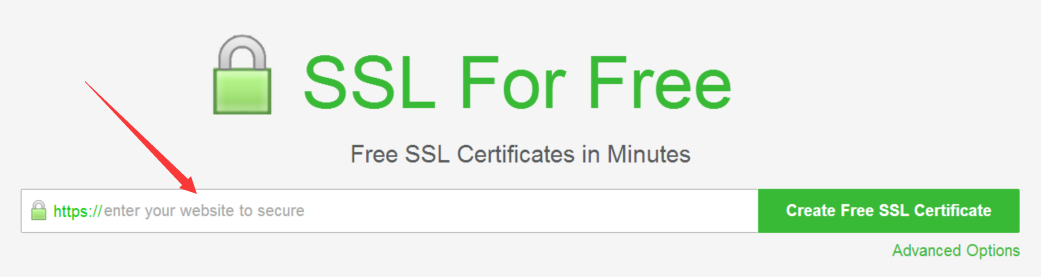 SSL For Free
Free SSL Certificates in Minutes
https://enter your website to secure
Create Free SSL Certificate
Advanced Options